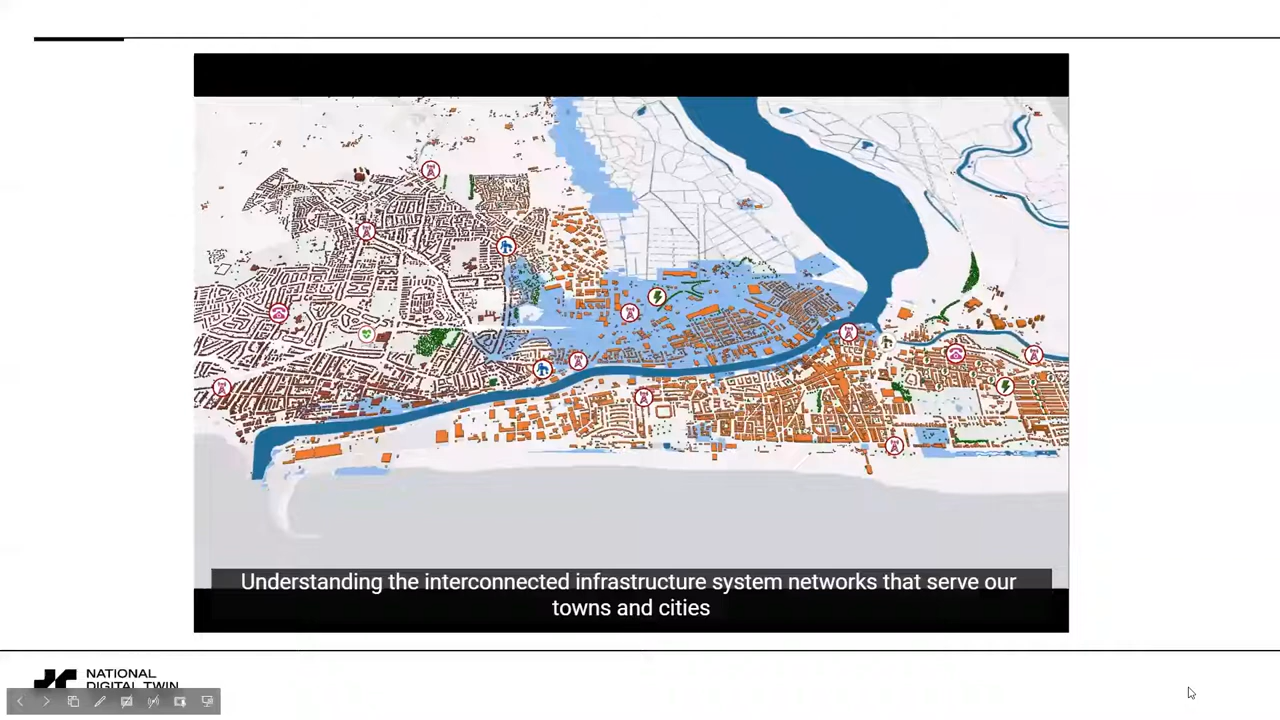 Understanding the interconnected infrastructure system networks that serve our
towns and cities
NATIONAL
DIGITAL TWIN